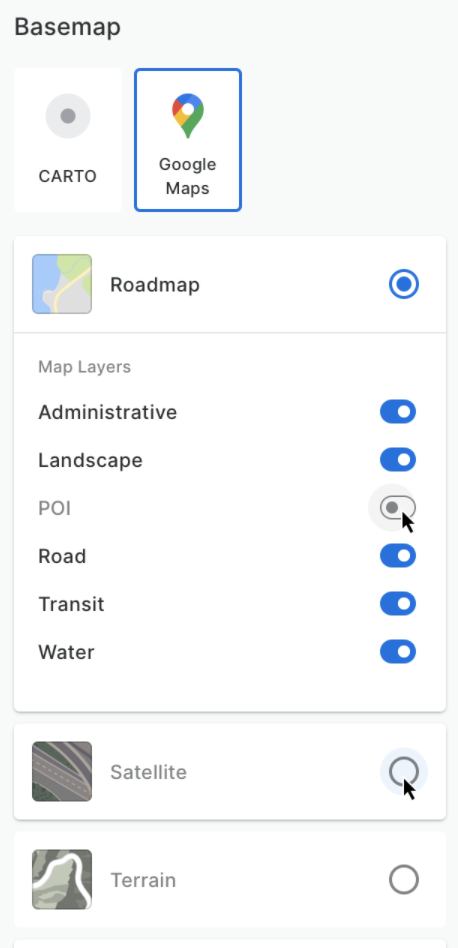 Basemap
CARTO
Google
Maps
Roadmap
Map Layers
Administrative
Landscape
POI
Road
Transit
Water
Satellite
Terrain